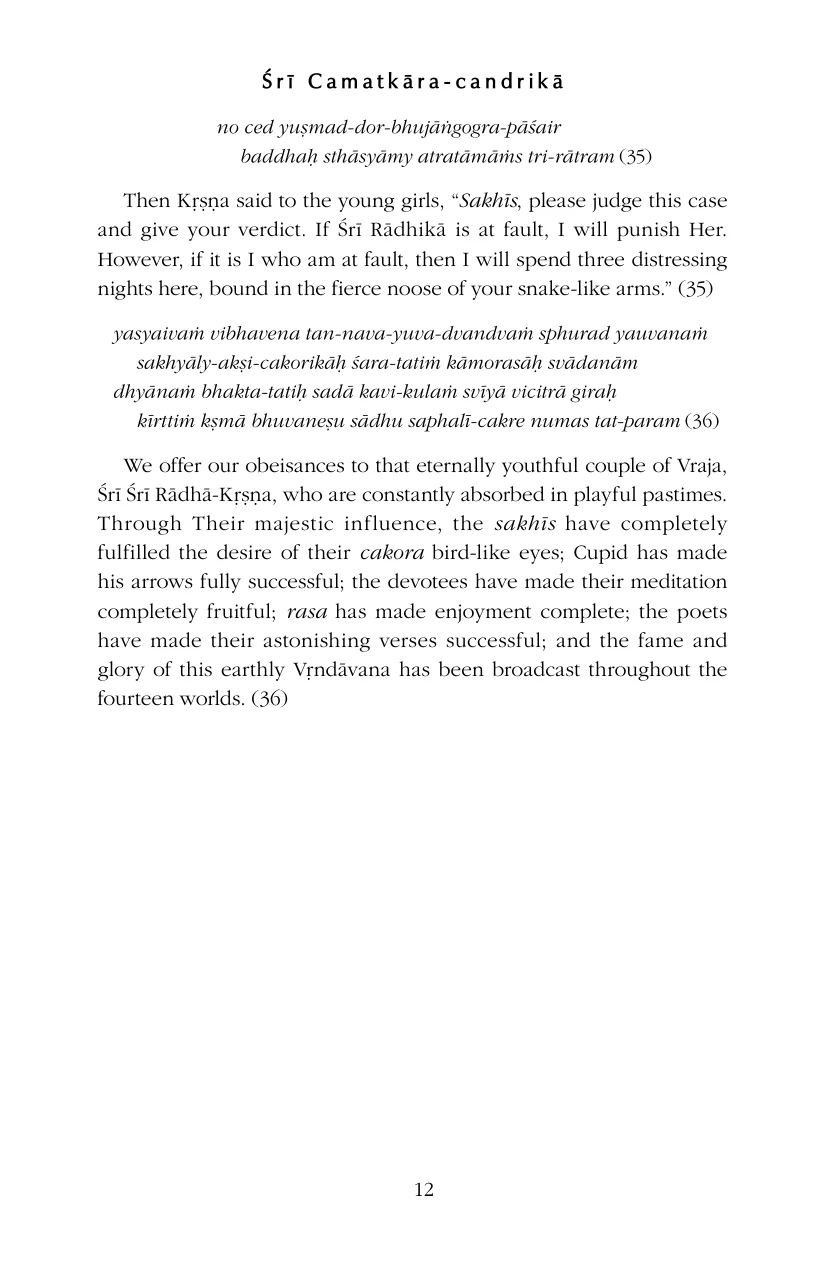 Śrī Camatkāra-candrikā
no ced yuṣmad-dor-bhujāṅgogra-pāśair
baddhaḥ sthāsyāmy atratāmāṁs tri-rātram (35)
Then Kṛṣṇa said to the young girls, “Sakhīs, please judge this case
and give your verdict. If Śrī Rādhikā is at fault, I will punish Her.
However, if it is I who am at fault, then I will spend three distressing
nights here, bound in the fierce noose of your snake-like arms.” (35)
yasyaivaṁ vibhavena tan-nava-yuva-dvandvaṁ sphurad yauvanaṁ
sakhyāly-akṣi-cakorikāḥ śara-tatiṁ kāmorasāḥ svādanām
dhyānaṁ bhakta-tatiḥ sadā kavi-kulaṁ svīyā vicitrā giraḥ
kīrttiṁ kṣmā bhuvaneṣu sādhu saphalī-cakre numas tat-param (36)
We offer our obeisances to that eternally youthful couple of Vraja,
Śrī Śrī Rādhā-Kṛṣṇa, who are constantly absorbed in playful pastimes.
Through Their majestic influence, the sakhīs have completely
fulfilled the desire of their cakora bird-like eyes; Cupid has made
his arrows fully successful; the devotees have made their meditation
completely fruitful; rasa has made enjoyment complete; the poets
have made their astonishing verses successful; and the fame and
glory of this earthly Vṛndāvana has been broadcast throughout the
fourteen worlds. (36)
12